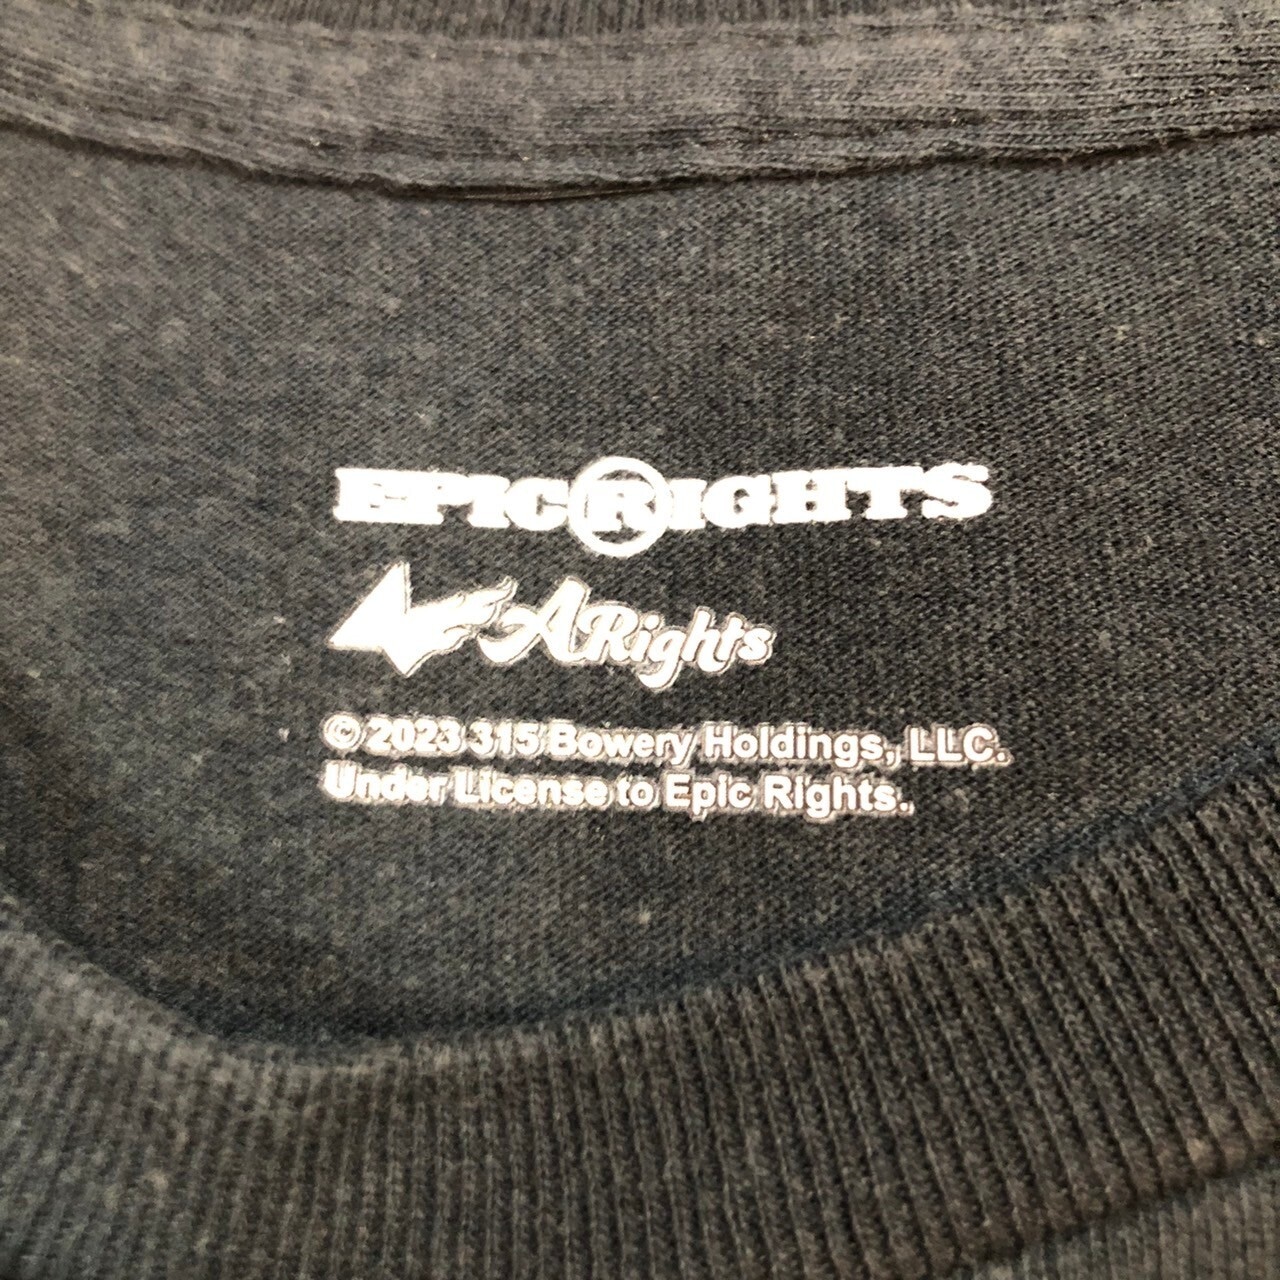 EPIC RIGHTS
ARights
© 2023 315 Bowery Holdings, LLC.
Under License to Epic Rights.